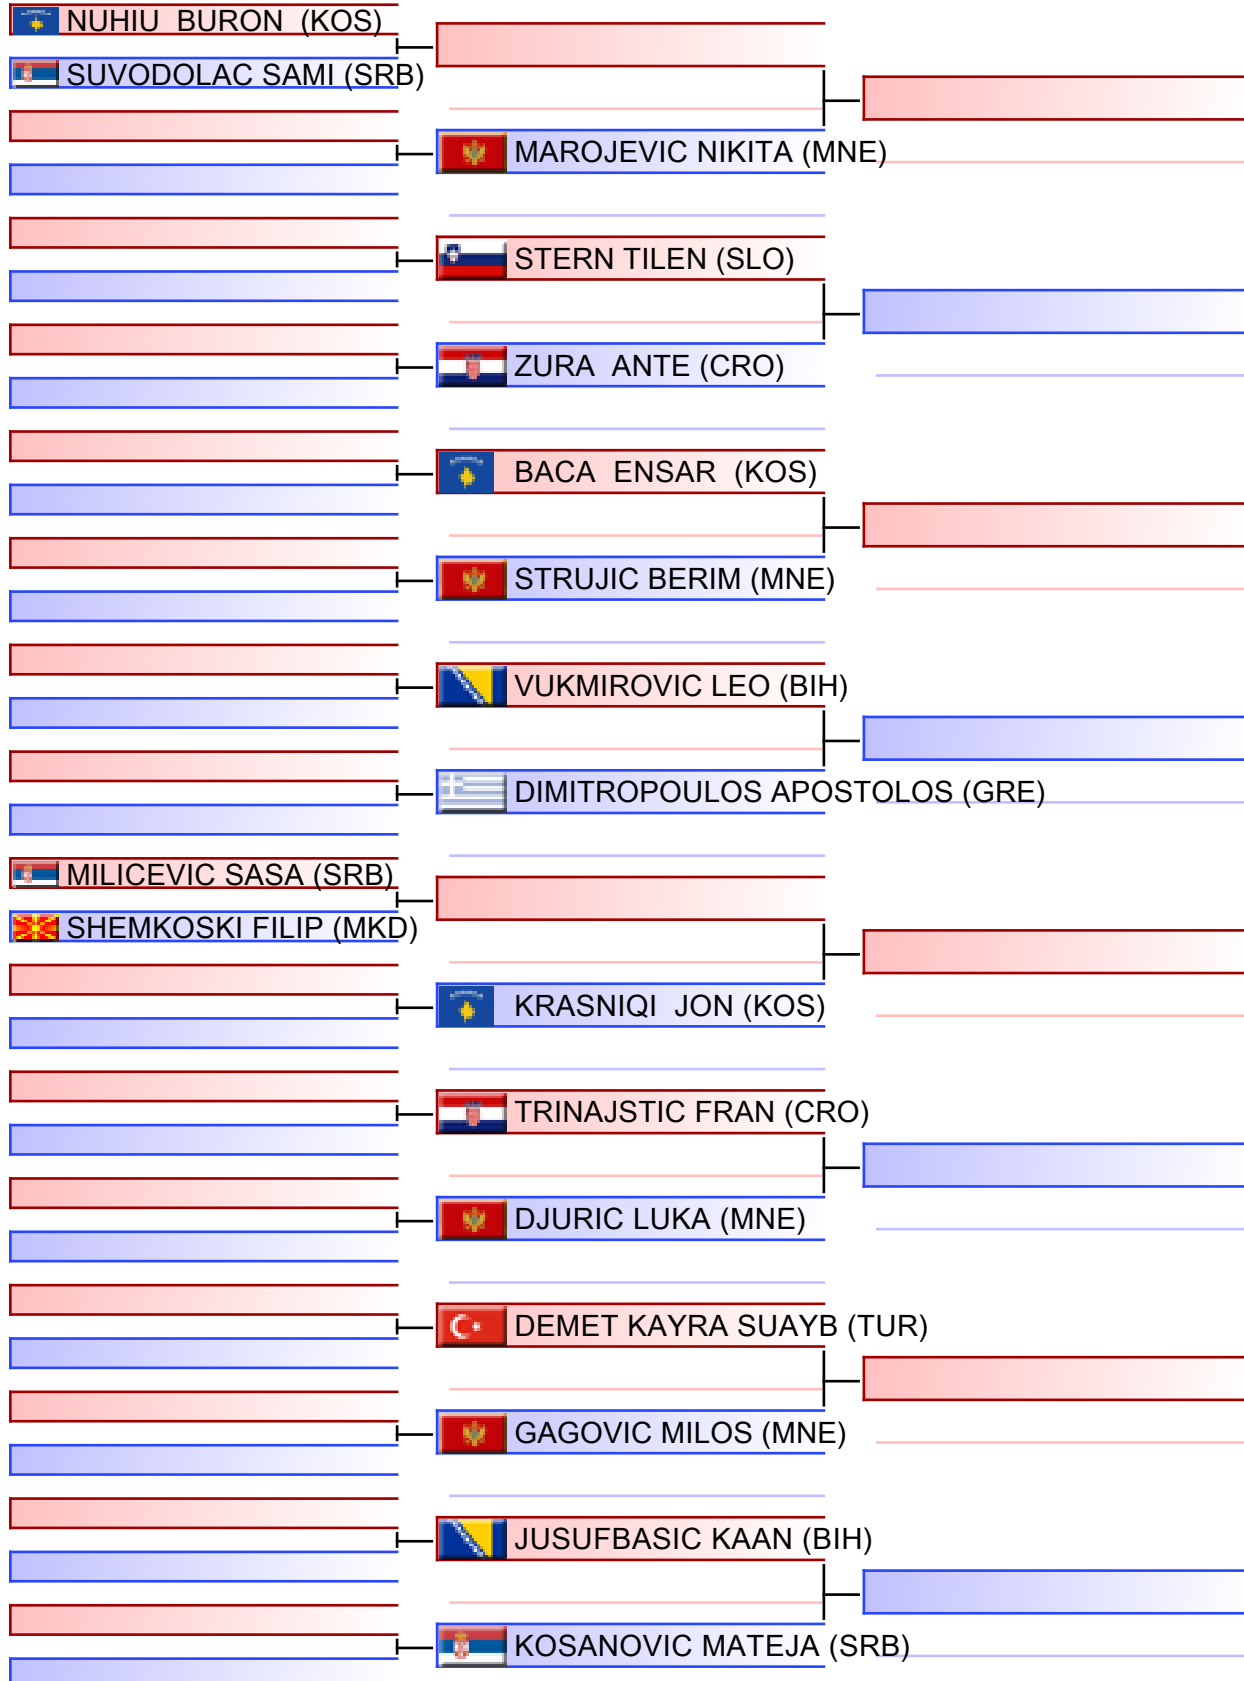 NUHIU  BURON  (KOS)
SUVODOLAC SAMI (SRB)
MAROJEVIC NIKITA (MNE)
STERN TILEN (SLO)
ZURA  ANTE (CRO)
BACA  ENSAR  (KOS)
STRUJIC BERIM (MNE)
VUKMIROVIC LEO (BIH)
DIMITROPOULOS APOSTOLOS (GRE)
MILICEVIC SASA (SRB)
SHEMKOSKI FILIP (MKD)
KRASNIQI  JON (KOS)
TRINAJSTIC FRAN (CRO)
DJURIC LUKA (MNE)
DEMET KAYRA SUAYB (TUR)
GAGOVIC MILOS (MNE)
JUSUFBASIC KAAN (BIH)
KOSANOVIC MATEJA (SRB)